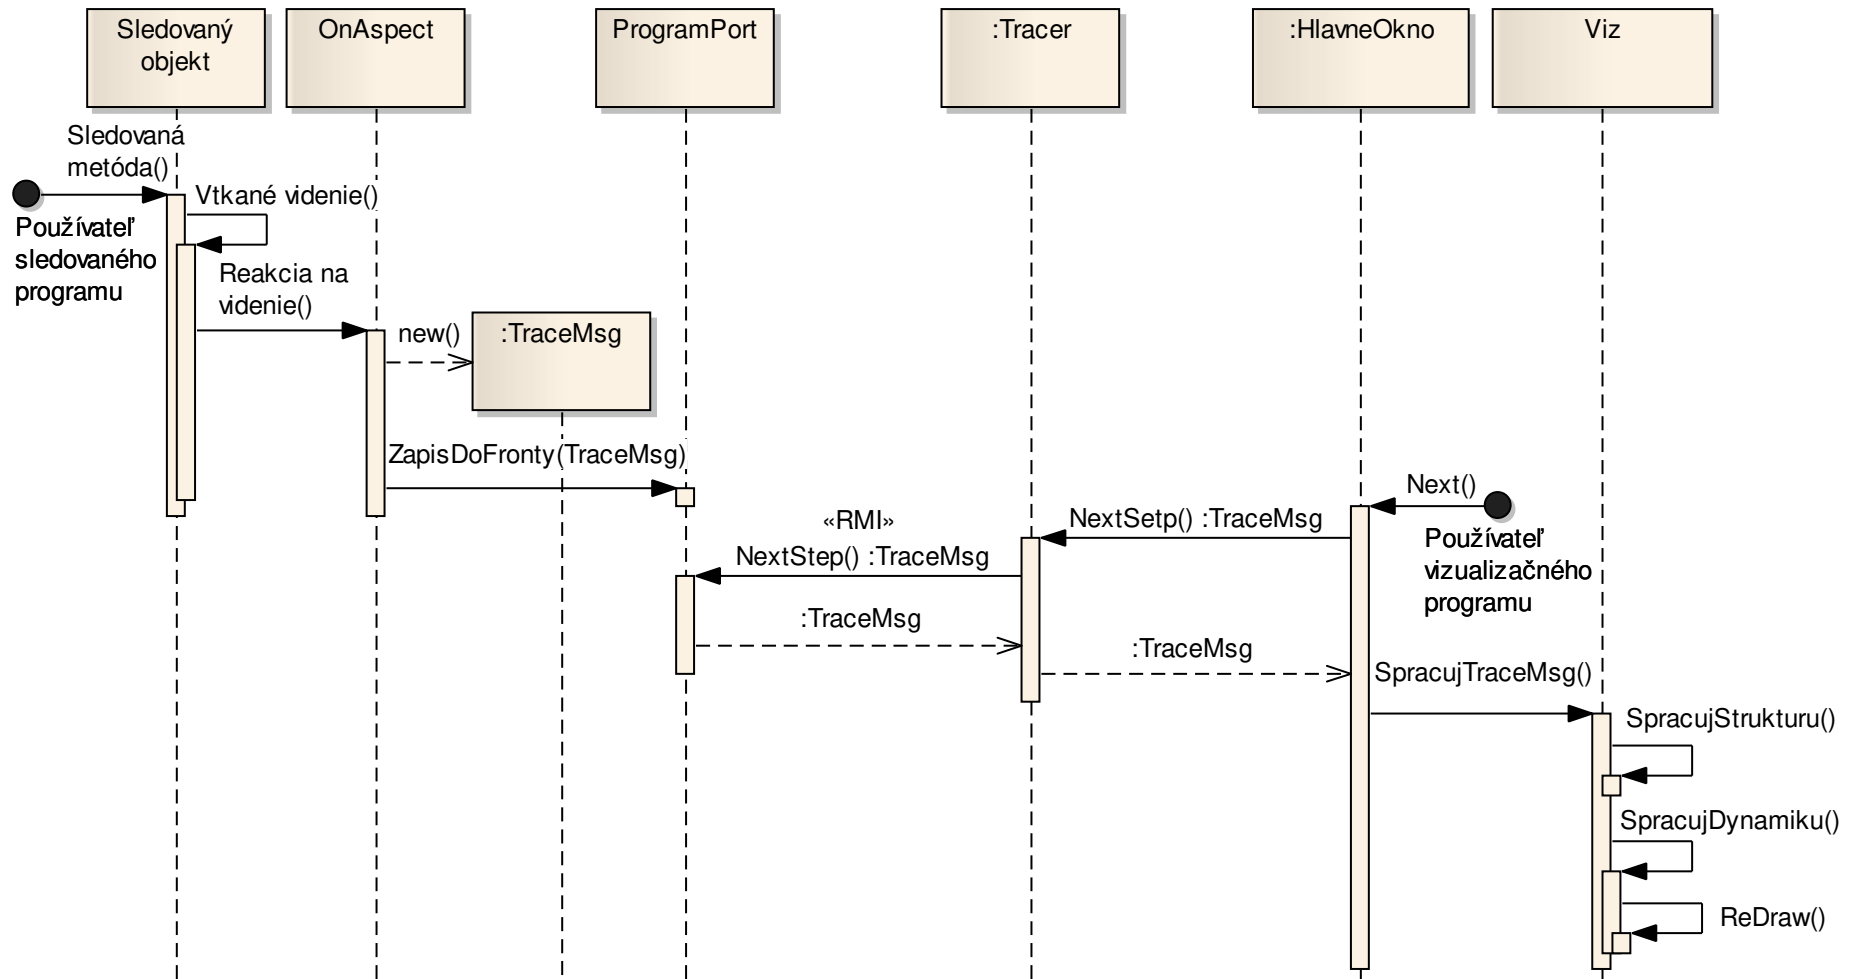 Sledovaný
objekt
OnAspect
ProgramPort
:Tracer
:HlavneOkno
Viz
Sledovaná
metóda()
Vtkané videnie()
Používateľ
sledovaného
programu
Reakcia na
videnie()
new()
:TraceMsg
ZapisDoFronty(TraceMsg)
Next()
Používateľ
vizualizačného
programu
NextSetp() :TraceMsg
«RMI»
NextStep() :TraceMsg
:TraceMsg
:TraceMsg
SpracujTraceMsg()
SpracujStrukturu()
SpracujDynamiku()
ReDraw()